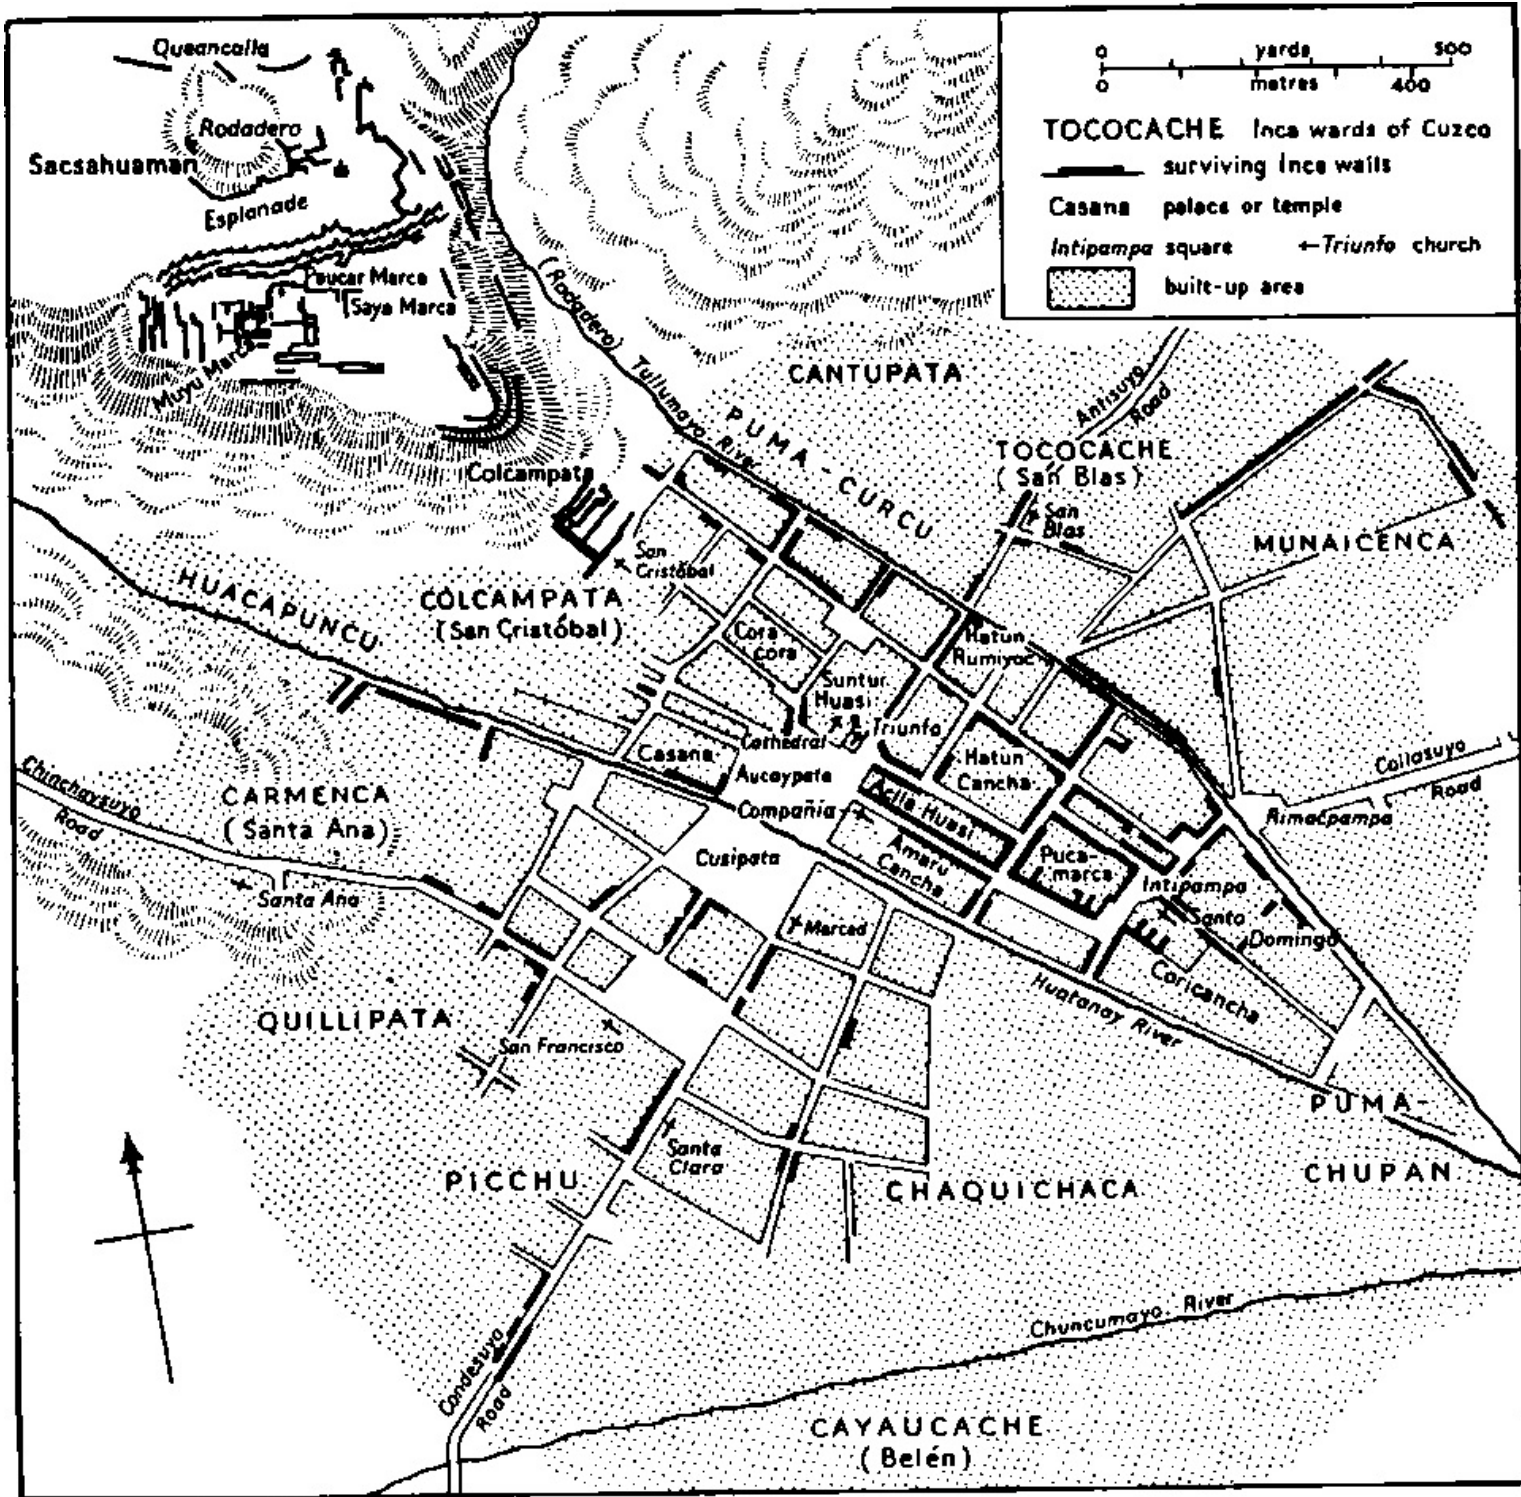 0 yards 500
0 metres 400
TOCOCACHE Inca wards of Cuzco
surviving Inca walls
Casana palace or temple
Intipampa square +Triunfo church
built-up area
Queancalla
Rodadero
Sacsahuaman
Esplanade
Paucar Marca
Saya Marca
Muyu Marca
(Rodadero) Tullumayo River
CANTUPATA
PUMA-CURCU
Antisuyo
Road
TOCOCACHE
(San Blas)
San
Blas
MUNAICENCA
Colcampata
San
Cristóbal
HUACAPUNCU
COLCAMPATA
(San Cristóbal)
Cora
cora
Hatun
Rumiyoc
Suntur
Huasi
Triunfo
Cathedral
Casana
Aucaypata
Hatun
Cancha
Collasuyo
Road
Rimacpampa
Chinchaysuyo
Road
CARMENCA
(Santa Ana)
Compañia
Aclla Huasi
Amaru
Cancha
Cusipata
Puca-
marca
Intipampa
Santa Ana
Merced
Santo
Domingo
Coricancha
Huatanay River
QUILLIPATA
San Francisco
PUMA-
CHUPAN
Santa
Clara
PICCHU
CHAQUICHACA
Chuncumayo River
Condesuyo
Road
CAYAUCACHE
(Belén)